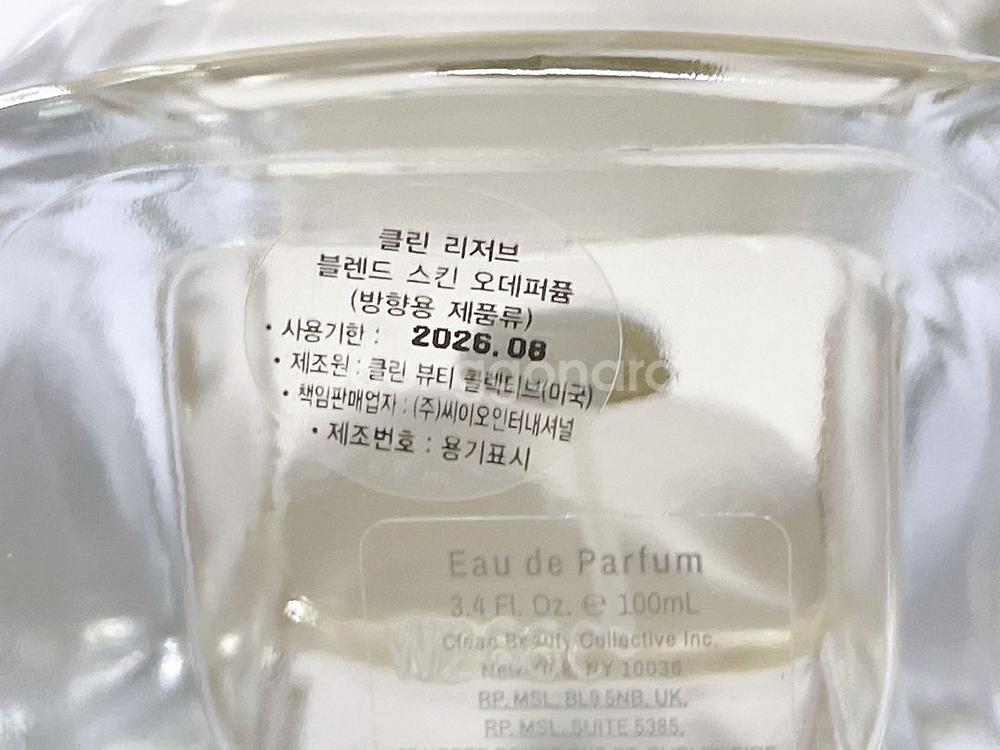 클린 리저브
블렌드 스킨 오데퍼퓸
(방향용 제품류)
• 사용기한 : 2026.08
• 제조원 : 클린 뷰티 콜렉티브(미국)
• 책임판매업자 : (주)씨이오인터내셔널
• 제조번호 : 용기표시
Eau de Parfum
3.4 Fl. Oz. ℮ 100mL
Clean Beauty Collective Inc.
New York, NY 10036
RP. MSL. BL9 5NB. UK.
RP. MSL. SUITE 5385,